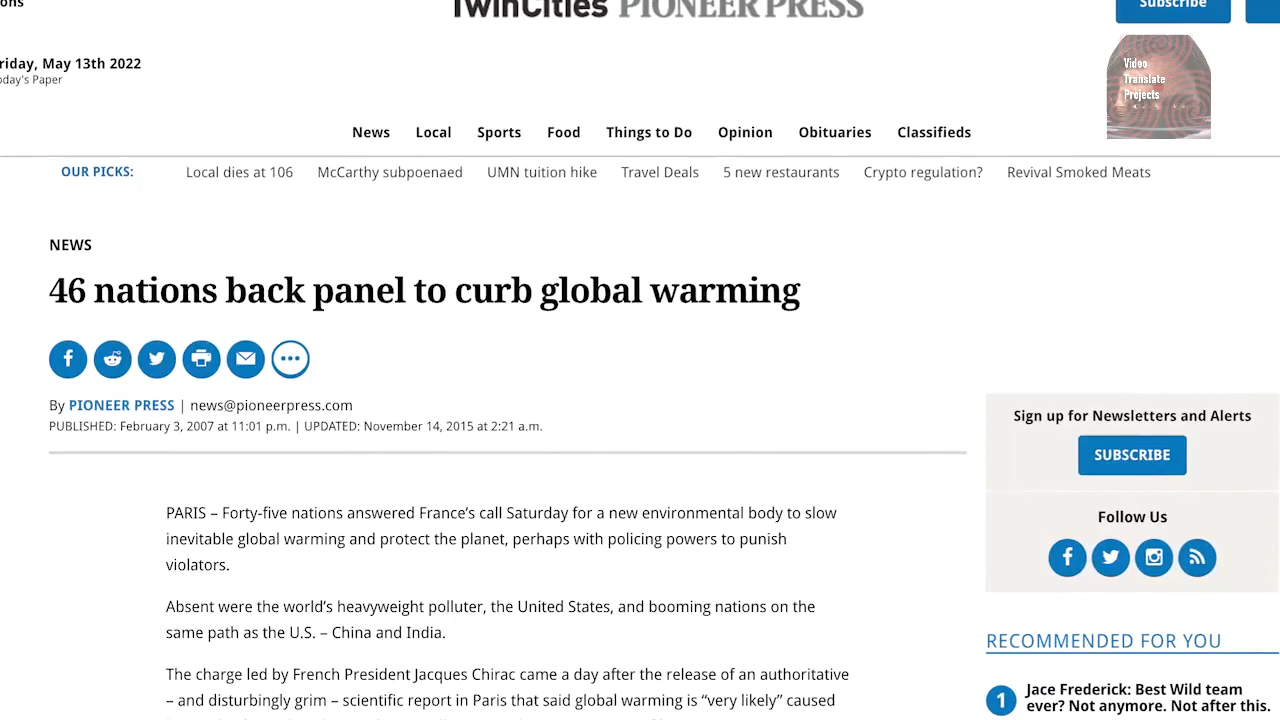 ons
TwinCities PIONEER PRESS
Subscribe
riday, May 13th 2022
oday's Paper
Video
Translate
Projects
News Local Sports Food Things to Do Opinion Obituaries Classifieds
OUR PICKS: Local dies at 106 McCarthy subpoenaed UMN tuition hike Travel Deals 5 new restaurants Crypto regulation? Revival Smoked Meats
NEWS
46 nations back panel to curb global warming
By PIONEER PRESS | news@pioneerpress.com
PUBLISHED: February 3, 2007 at 11:01 p.m. | UPDATED: November 14, 2015 at 2:21 a.m.
PARIS – Forty-five nations answered France's call Saturday for a new environmental body to slow
inevitable global warming and protect the planet, perhaps with policing powers to punish
violators.
Absent were the world's heavyweight polluter, the United States, and booming nations on the
same path as the U.S. – China and India.
The charge led by French President Jacques Chirac came a day after the release of an authoritative
– and disturbingly grim – scientific report in Paris that said global warming is “very likely” caused
Sign up for Newsletters and Alerts
SUBSCRIBE
Follow Us
RECOMMENDED FOR YOU
1 Jace Frederick: Best Wild team
ever? Not anymore. Not after this.